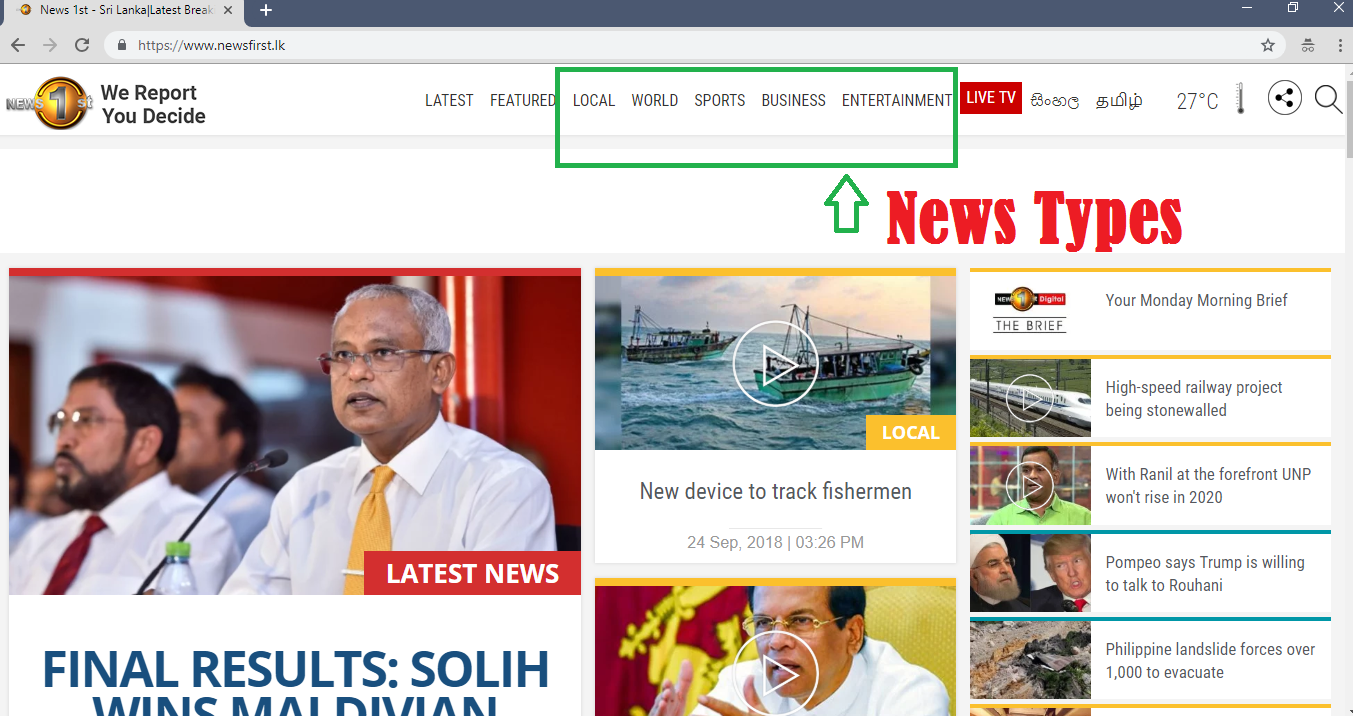 News 1st - Sri Lanka|Latest Break
https://www.newsfirst.lk
NEWS 1st
We Report
You Decide
LATEST FEATURED LOCAL WORLD SPORTS BUSINESS ENTERTAINMENT LIVE TV සිංහල தமிழ் 27°C
News Types
LATEST NEWS
FINAL RESULTS: SOLIH
WINS MALDIVIAN
LOCAL
New device to track fishermen
24 Sep, 2018 | 03:26 PM
NEWS 1st Digital
THE BRIEF
Your Monday Morning Brief
High-speed railway project
being stonewalled
With Ranil at the forefront UNP
won't rise in 2020
Pompeo says Trump is willing
to talk to Rouhani
Philippine landslide forces over
1,000 to evacuate